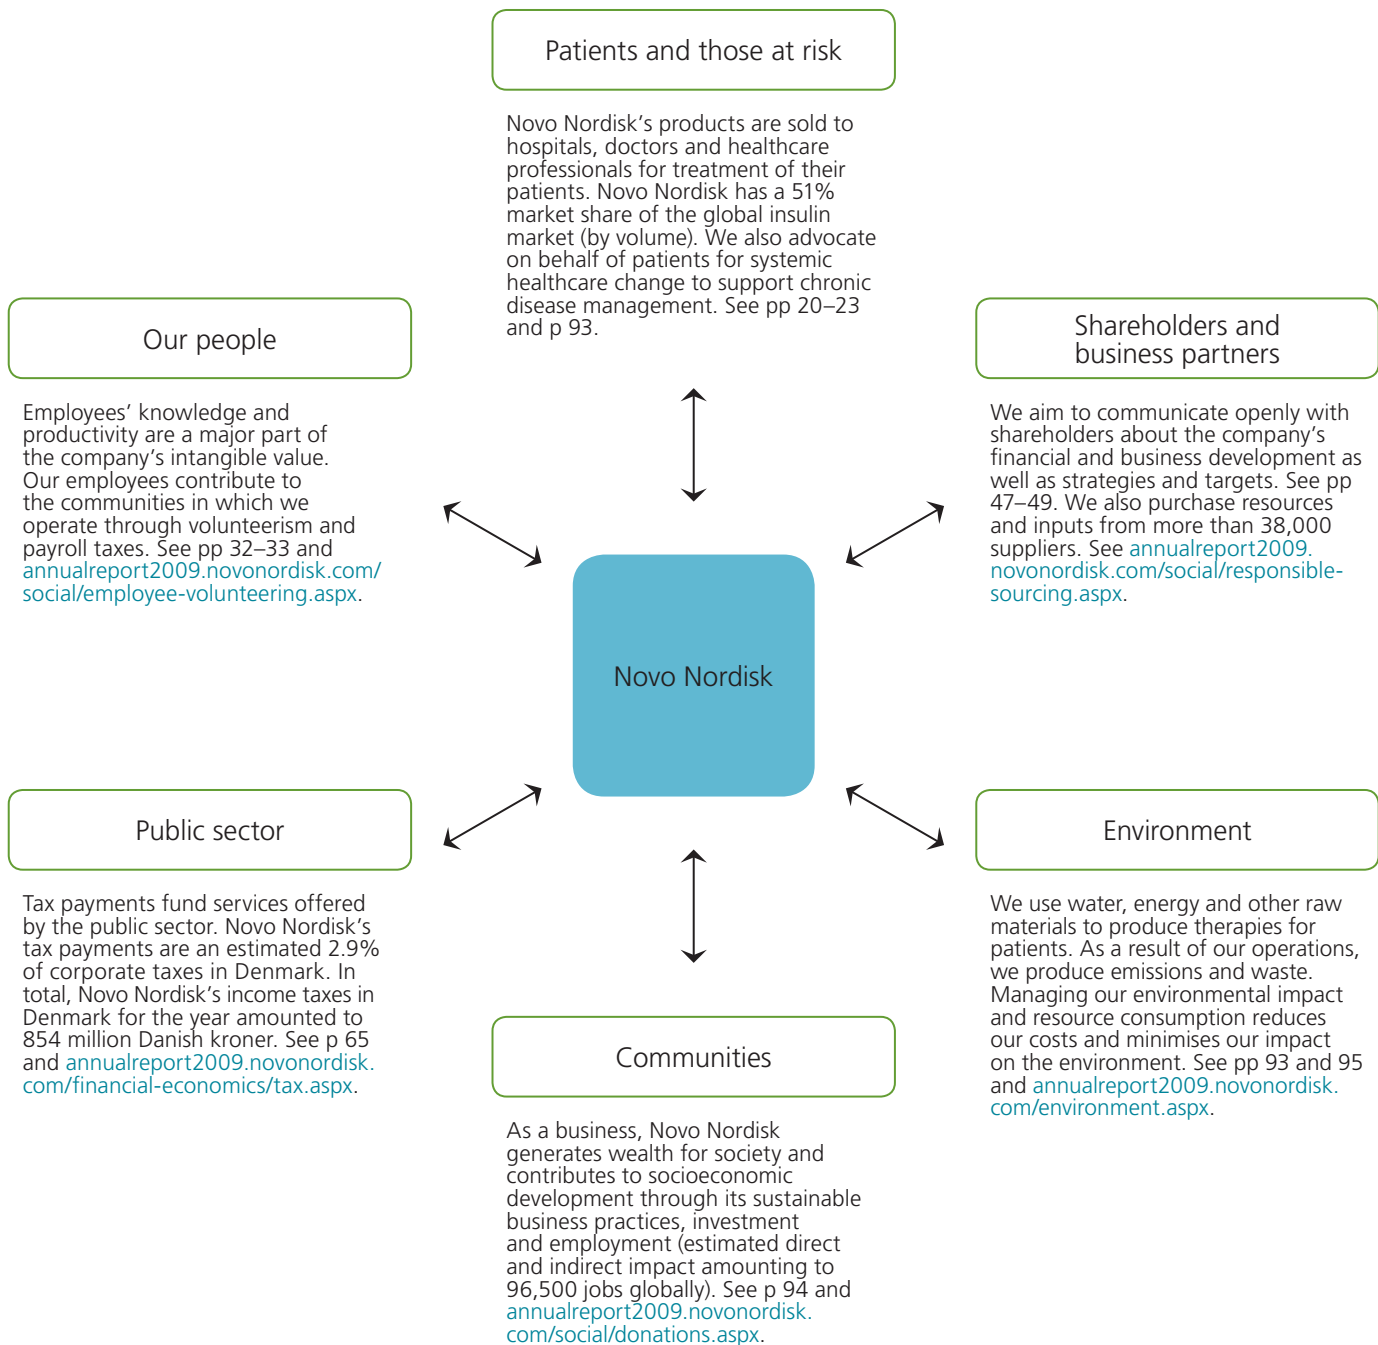 Patients and those at risk
Novo Nordisk’s products are sold to
hospitals, doctors and healthcare
professionals for treatment of their
patients. Novo Nordisk has a 51%
market share of the global insulin
market (by volume). We also advocate
on behalf of patients for systemic
healthcare change to support chronic
disease management. See pp 20–23
and p 93.
Our people
Employees’ knowledge and
productivity are a major part of
the company’s intangible value.
Our employees contribute to
the communities in which we
operate through volunteerism and
payroll taxes. See pp 32–33 and
annualreport2009.novonordisk.com/
social/employee-volunteering.aspx.
Shareholders and
business partners
We aim to communicate openly with
shareholders about the company’s
financial and business development as
well as strategies and targets. See pp
47–49. We also purchase resources
and inputs from more than 38,000
suppliers. See annualreport2009.
novonordisk.com/social/responsible-
sourcing.aspx.
Novo Nordisk
Public sector
Tax payments fund services offered
by the public sector. Novo Nordisk’s
tax payments are an estimated 2.9%
of corporate taxes in Denmark. In
total, Novo Nordisk’s income taxes in
Denmark for the year amounted to
854 million Danish kroner. See p 65
and annualreport2009.novonordisk.
com/financial-economics/tax.aspx.
Environment
We use water, energy and other raw
materials to produce therapies for
patients. As a result of our operations,
we produce emissions and waste.
Managing our environmental impact
and resource consumption reduces
our costs and minimises our impact
on the environment. See pp 93 and 95
and annualreport2009.novonordisk.
com/environment.aspx.
Communities
As a business, Novo Nordisk
generates wealth for society and
contributes to socioeconomic
development through its sustainable
business practices, investment
and employment (estimated direct
and indirect impact amounting to
96,500 jobs globally). See p 94 and
annualreport2009.novonordisk.
com/social/donations.aspx.